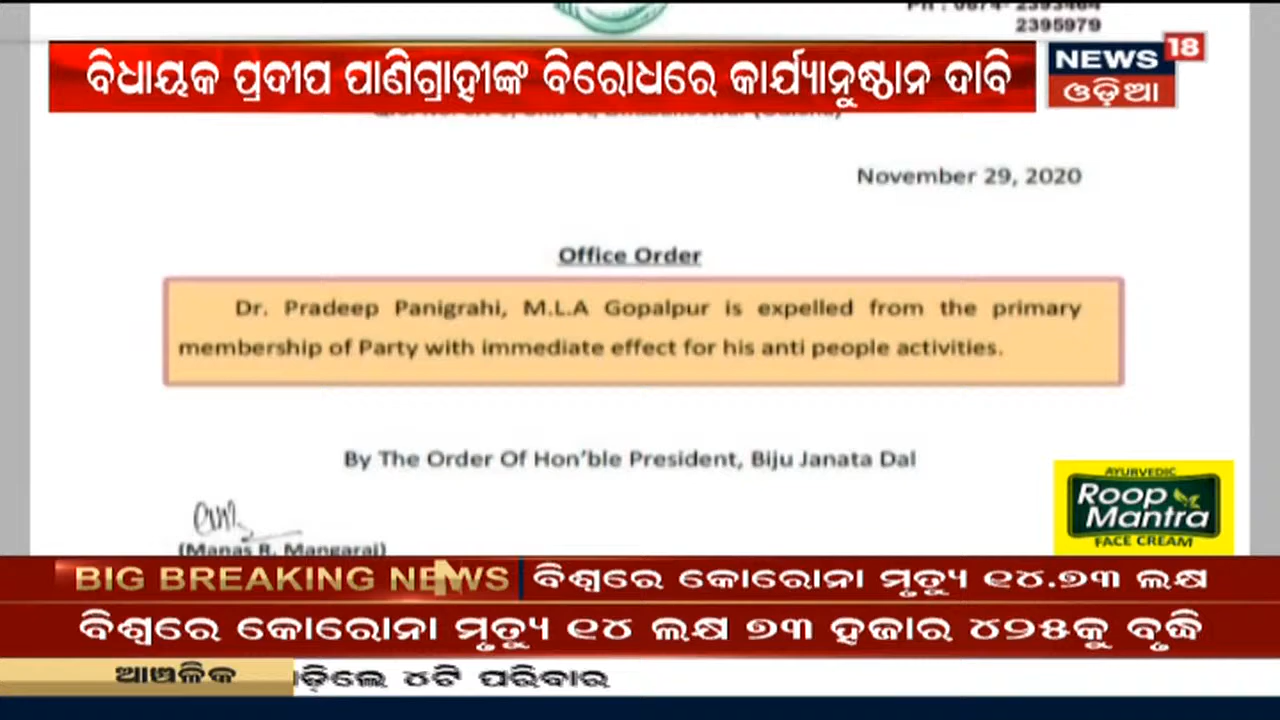 2395979
ବିଧାୟକ ପ୍ରଦୀପ ପାଣିଗ୍ରାହୀଙ୍କ ବିରୋଧରେ କାର୍ଯ୍ୟାନୁଷ୍ଠାନ ଦାବି
NEWS 18
ଓଡ଼ିଆ
November 29, 2020
Office Order
Dr. Pradeep Panigrahi, M.L.A Gopalpur is expelled from the primary
membership of Party with immediate effect for his anti people activities.
By The Order Of Hon'ble President, Biju Janata Dal
(Manas R. Mangaraj)
AYURVEDIC
Roop
Mantra
FACE CREAM
BIG BREAKING NEWS ବିଶ୍ୱରେ କୋରୋନା ମୃତ୍ୟୁ ୧୪.୭୩ ଲକ୍ଷ
ବିଶ୍ୱରେ କୋରୋନା ମୃତ୍ୟୁ ୧୪ ଲକ୍ଷ ୭୩ ହଜାର ୪୨୫କୁ ବୃଦ୍ଧି
ଆଞ୍ଚଳିକ ାଡ଼ିଲେ ୪ଟି ପରିବାର